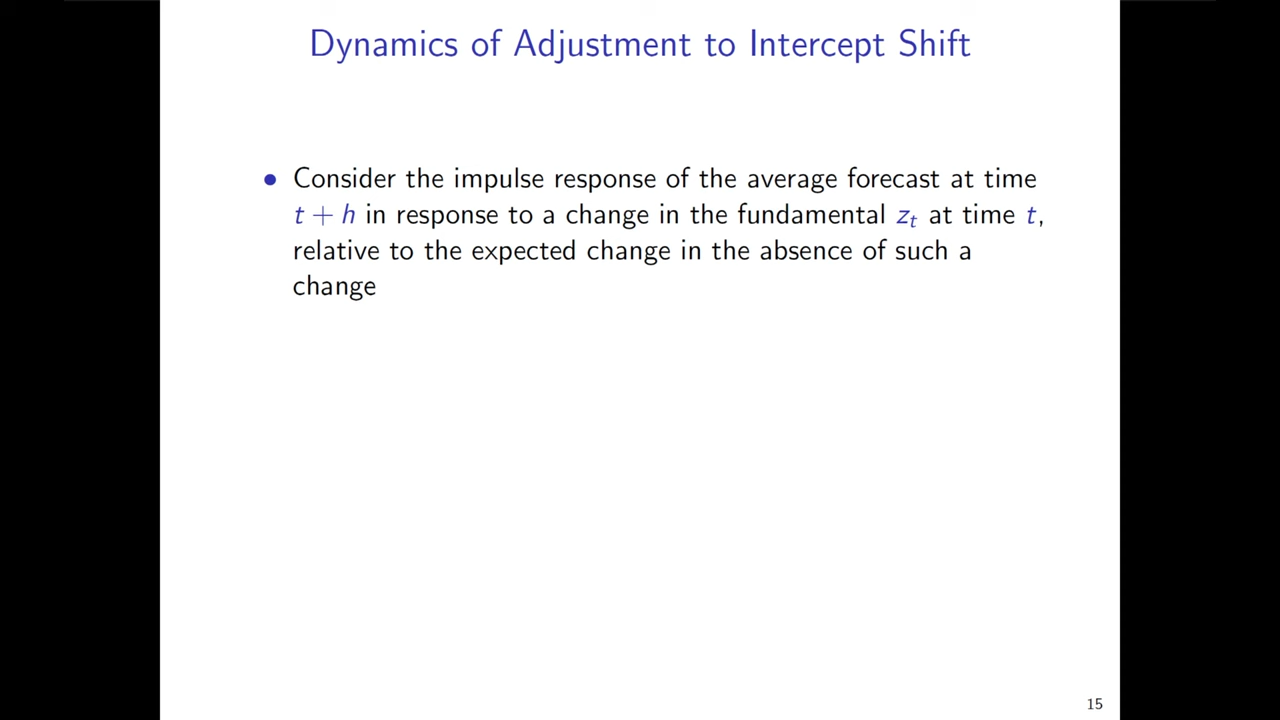 Dynamics of Adjustment to Intercept Shift
• Consider the impulse response of the average forecast at time
t + h in response to a change in the fundamental z_t at time t,
relative to the expected change in the absence of such a
change
15